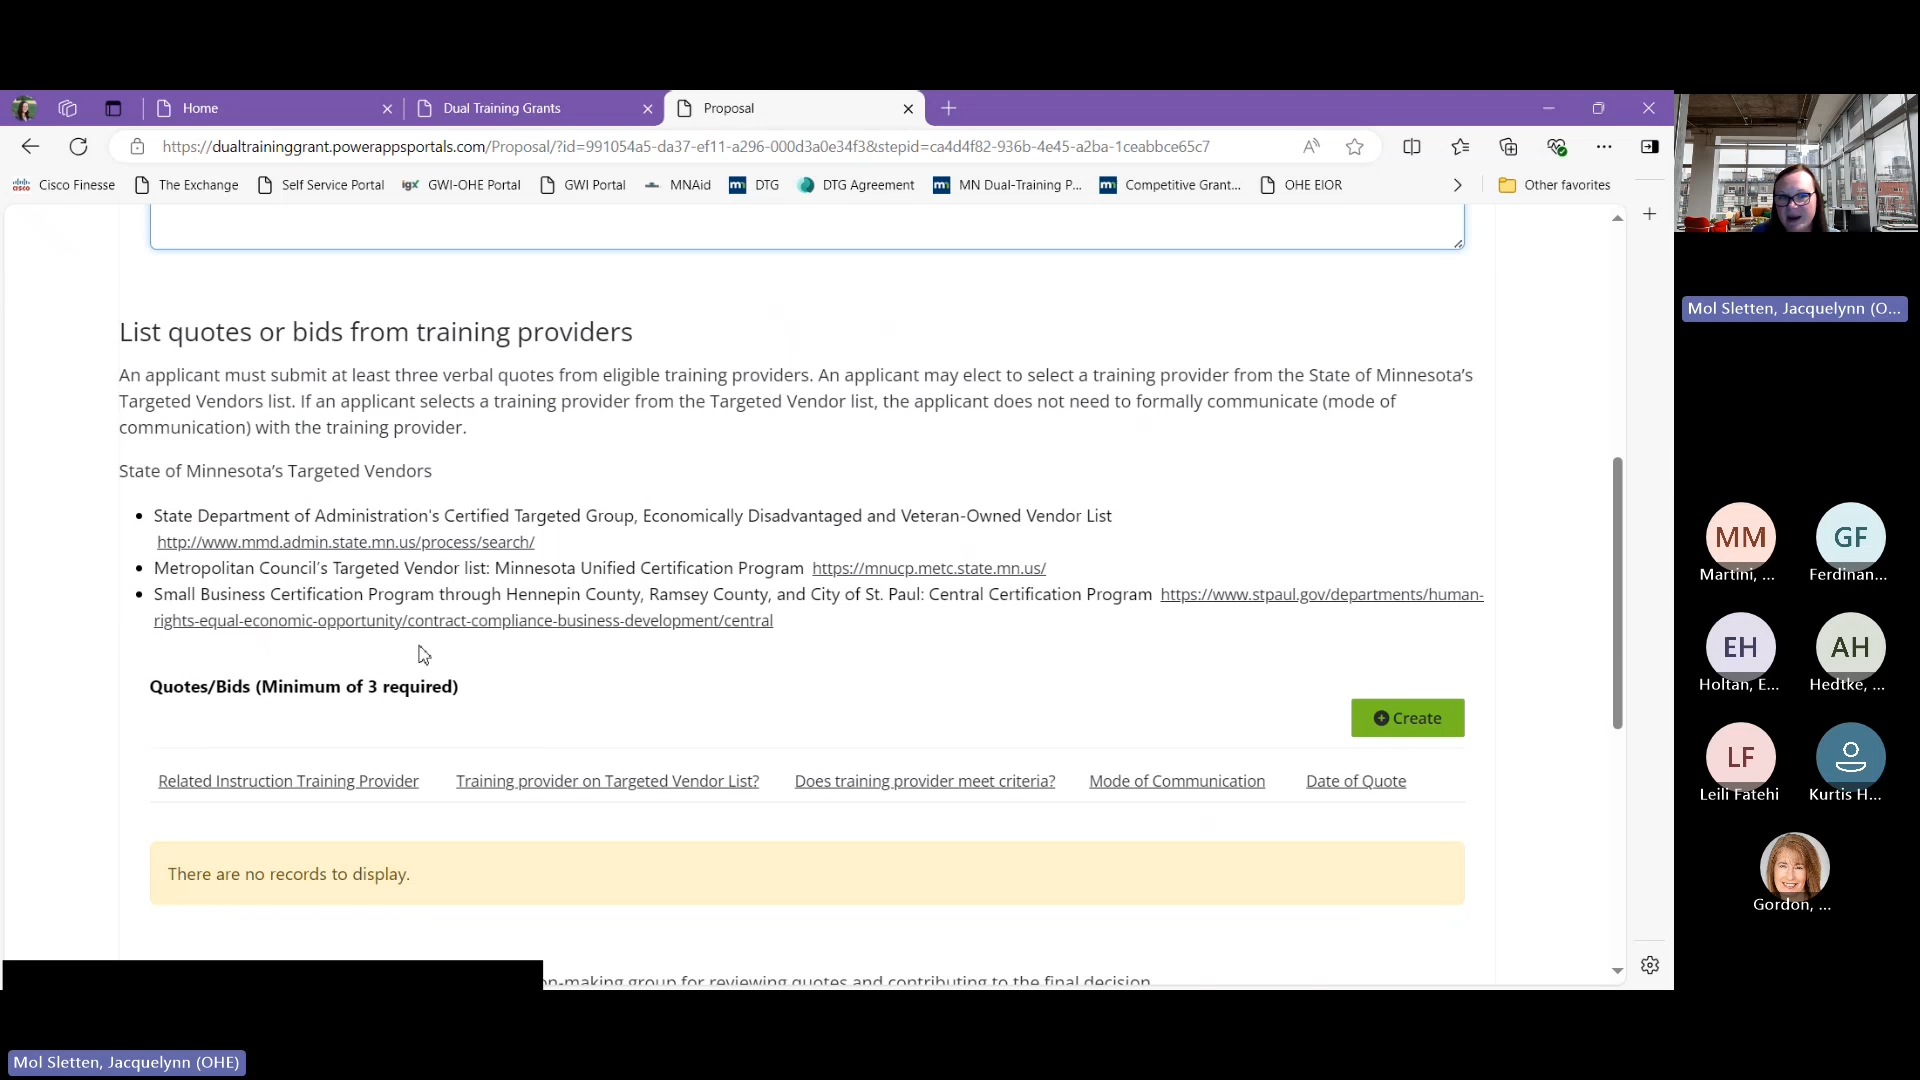 Home
Dual Training Grants
Proposal
https://dualtraininggrant.powerappsportals.com/Proposal/?id=991054a5-da37-ef11-a296-000d3a0e34f3&stepid=ca4d4f82-936b-4e45-a2ba-1ceabbce65c7
Cisco Finesse
The Exchange
Self Service Portal
GWI-OHE Portal
GWI Portal
MNAid
DTG
DTG Agreement
MN Dual-Training P...
Competitive Grant...
OHE EIOR
Other favorites
List quotes or bids from training providers
An applicant must submit at least three verbal quotes from eligible training providers. An applicant may elect to select a training provider from the State of Minnesota's
Targeted Vendors list. If an applicant selects a training provider from the Targeted Vendor list, the applicant does not need to formally communicate (mode of
communication) with the training provider.
State of Minnesota's Targeted Vendors
State Department of Administration's Certified Targeted Group, Economically Disadvantaged and Veteran-Owned Vendor List
http://www.mmd.admin.state.mn.us/process/search/
Metropolitan Council's Targeted Vendor list: Minnesota Unified Certification Program https://mnucp.metc.state.mn.us/
Small Business Certification Program through Hennepin County, Ramsey County, and City of St. Paul: Central Certification Program https://www.stpaul.gov/departments/human-
rights-equal-economic-opportunity/contract-compliance-business-development/central
Quotes/Bids (Minimum of 3 required)
Create
Related Instruction Training Provider
Training provider on Targeted Vendor List?
Does training provider meet criteria?
Mode of Communication
Date of Quote
There are no records to display.
on-making group for reviewing quotes and contributing to the final decision
Mol Sletten, Jacquelynn (O...
MM
Martini, ...
GF
Ferdinan...
EH
Holtan, E...
AH
Hedtke, ...
LF
Leili Fatehi
Kurtis H...
Gordon, ...
Mol Sletten, Jacquelynn (OHE)